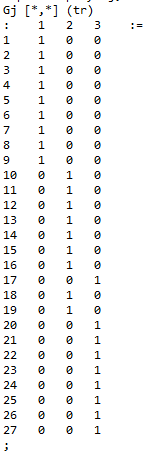 Gj [*,*] (tr)
: 1 2 3 :=
1 1 0 0
2 1 0 0
3 1 0 0
4 1 0 0
5 1 0 0
6 1 0 0
7 1 0 0
8 1 0 0
9 1 0 0
10 0 1 0
11 0 1 0
12 0 1 0
13 0 1 0
14 0 1 0
15 0 1 0
16 0 1 0
17 0 0 1
18 0 1 0
19 0 1 0
20 0 0 1
21 0 0 1
22 0 0 1
23 0 0 1
24 0 0 1
25 0 0 1
26 0 0 1
27 0 0 1
;